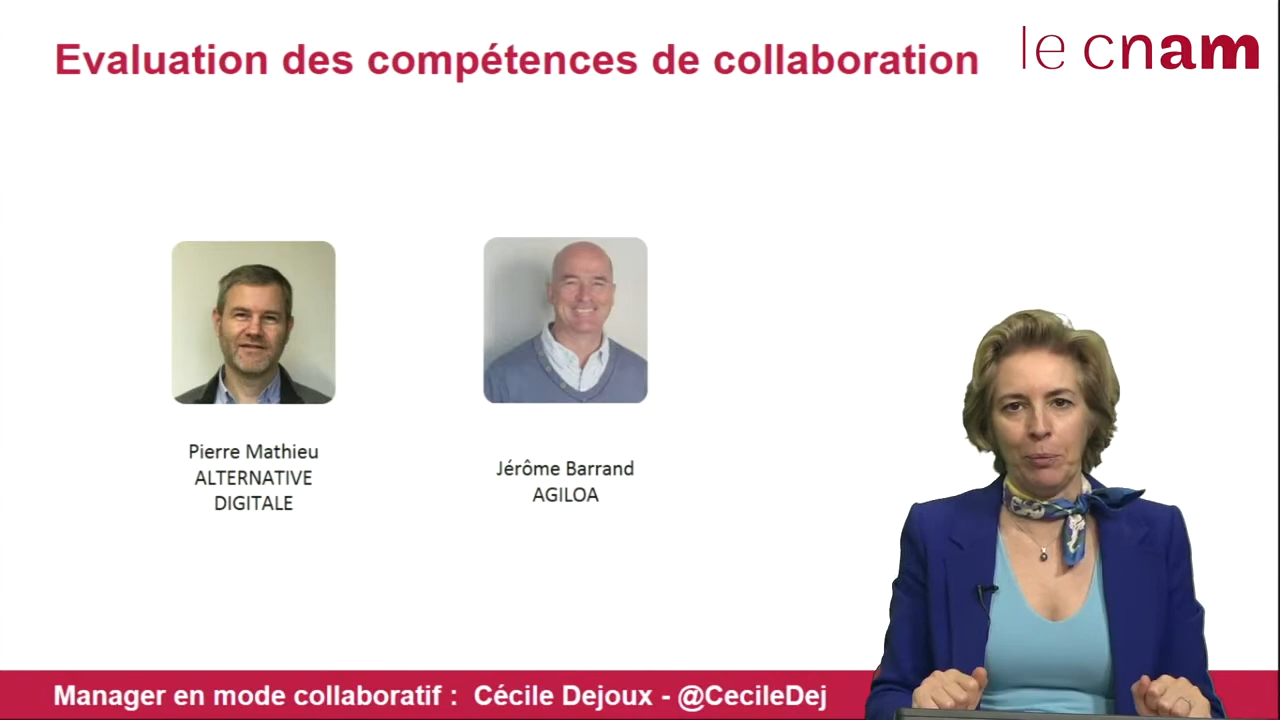 Evaluation des compétences de collaboration
le cnam
Pierre Mathieu
ALTERNATIVE
DIGITALE
Jérôme Barrand
AGILOA
Manager en mode collaboratif : Cécile Dejoux - @CecileDej